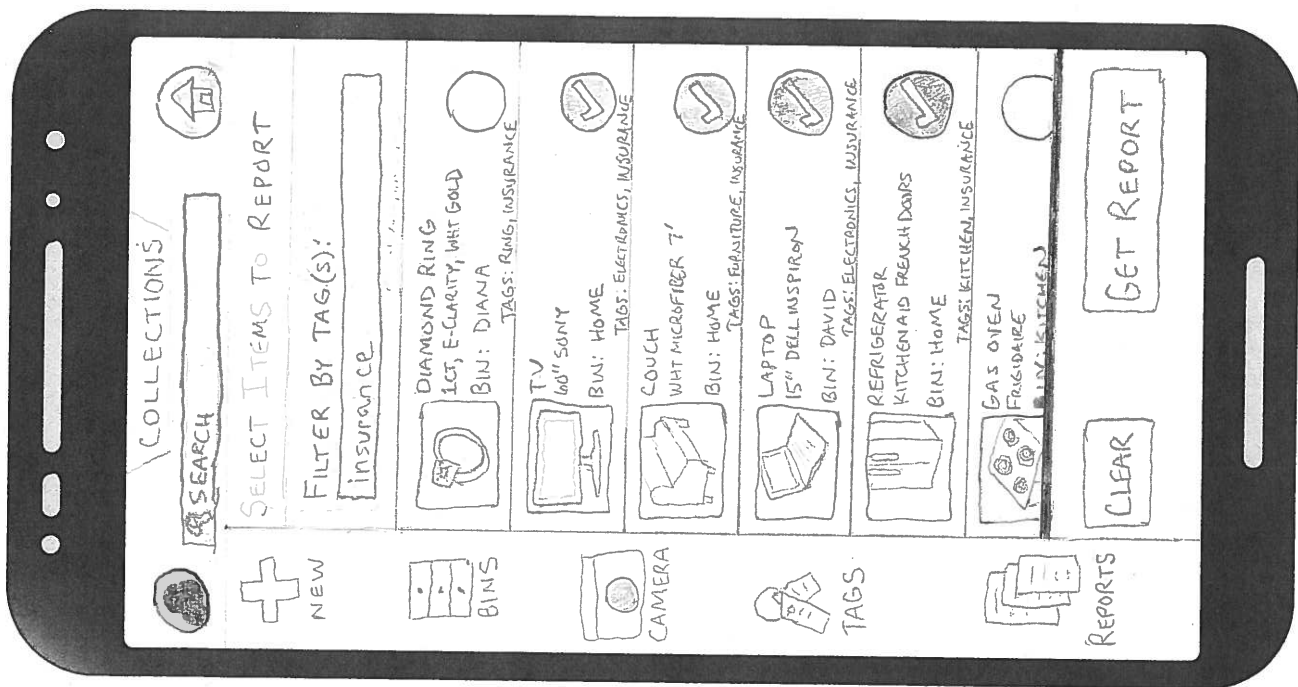 COLLECTIONS
SEARCH
SELECT ITEMS TO REPORT
FILTER BY TAG(S):
insurance
NEW
BINS
CAMERA
TAGS
REPORTS
DIAMOND RING
1CT, E-CLARITY, WHT GOLD
BIN: DIANA
TAGS: RING, INSURANCE
TV
60" SONY
BIN: HOME
TAGS: ELECTRONICS, INSURANCE
COUCH
WHT MICROFIBER 7'
BIN: HOME
TAGS: FURNITURE, INSURANCE
LAPTOP
15" DELL INSPIRON
BIN: DAVID
TAGS: ELECTRONICS, INSURANCE
REFRIGERATOR
KITCHENAID FRENCH DOORS
BIN: HOME
TAGS: KITCHEN, INSURANCE
GAS OVEN
FRIGIDAIRE
BIN: KITCHEN
CLEAR
GET REPORT